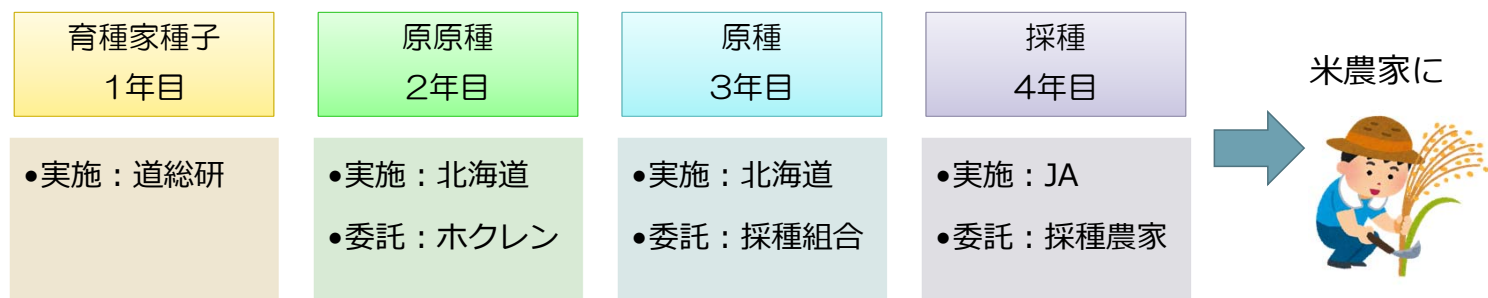 育種家種子
1年目
•実施：道総研
原原種
2年目
•実施：北海道
•委託：ホクレン
原種
3年目
•実施：北海道
•委託：採種組合
採種
4年目
•実施：JA
•委託：採種農家
米農家に